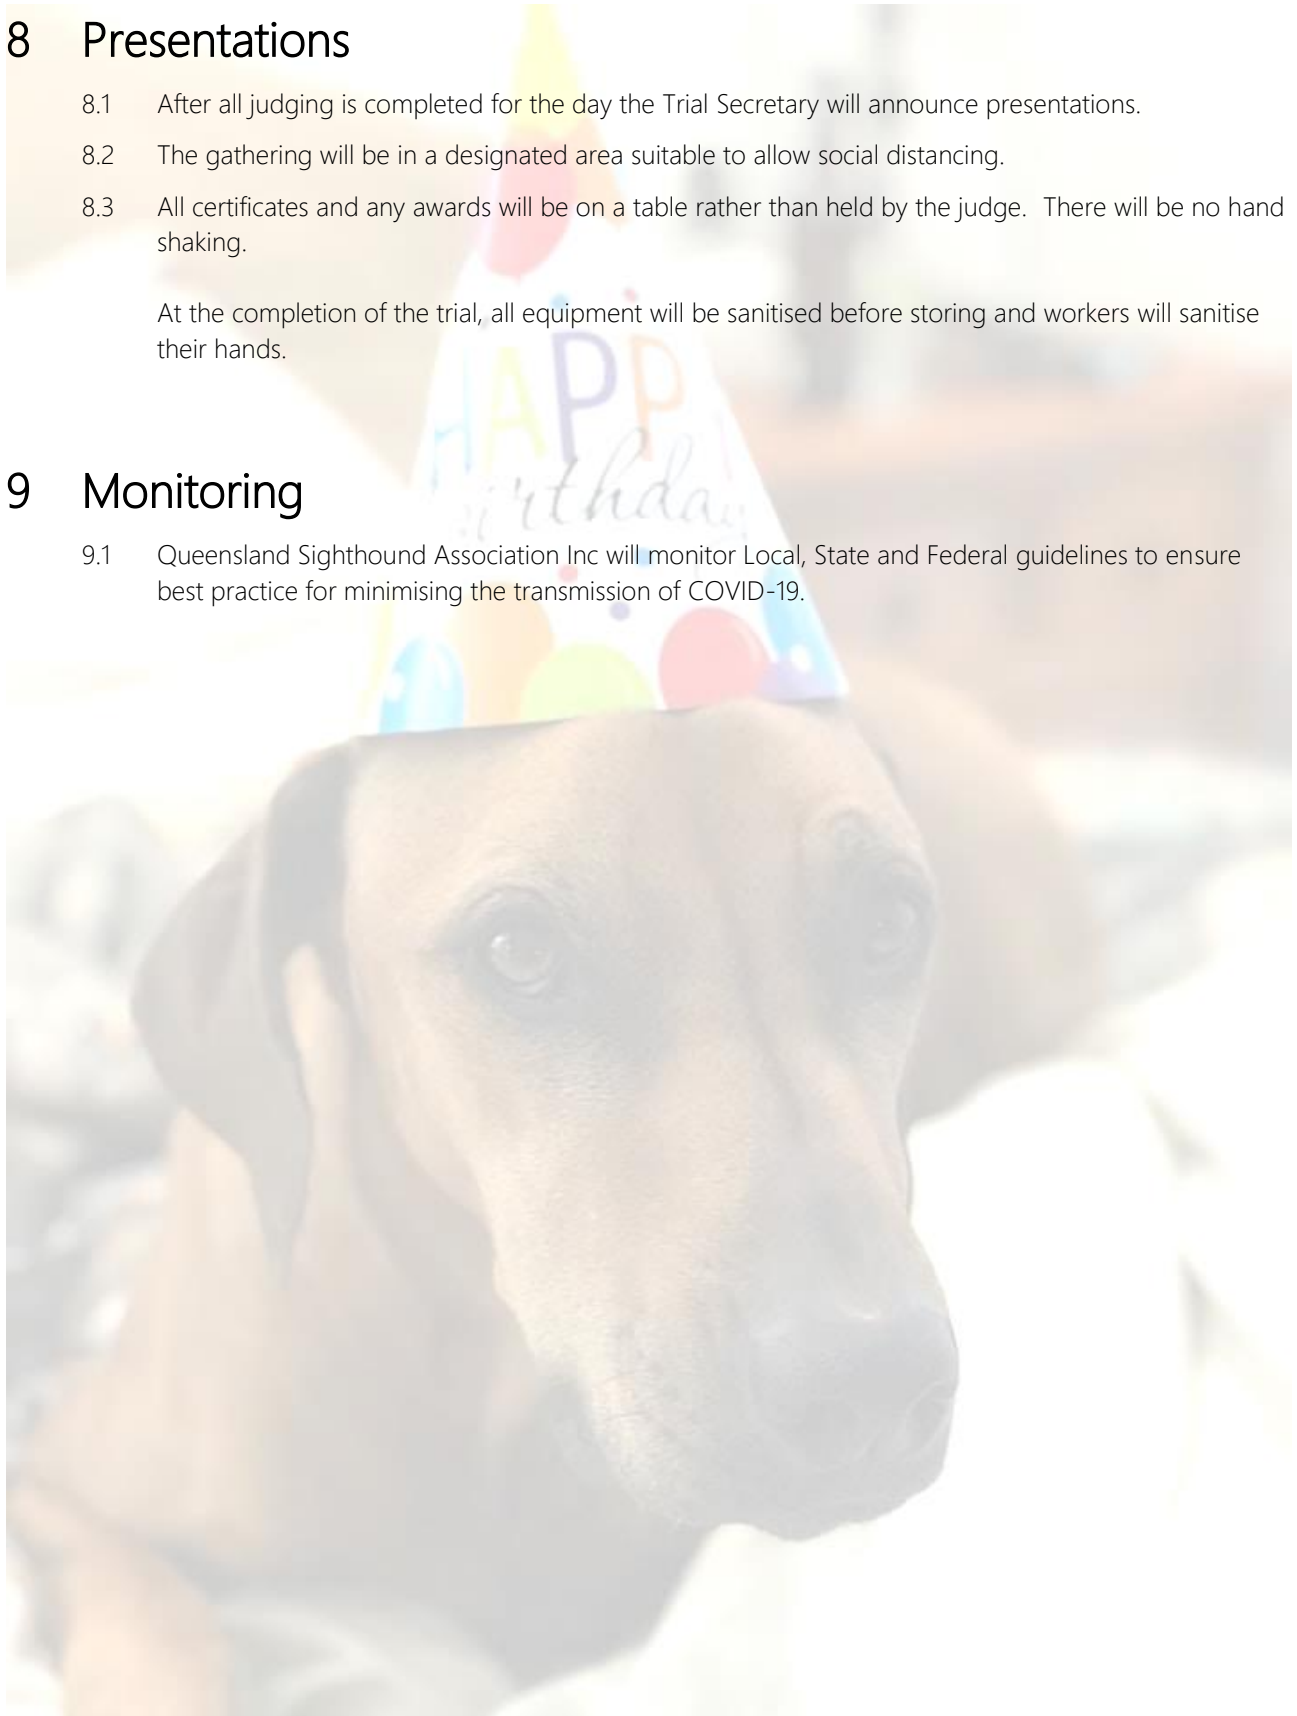 8 Presentations
8.1 After all judging is completed for the day the Trial Secretary will announce presentations.
8.2 The gathering will be in a designated area suitable to allow social distancing.
8.3 All certificates and any awards will be on a table rather than held by the judge.  There will be no hand
shaking.
At the completion of the trial, all equipment will be sanitised before storing and workers will sanitise
their hands.
HAPPY
9 Monitoring
9.1 Queensland Sighthound Association Inc will monitor Local, State and Federal guidelines to ensure
best practice for minimising the transmission of COVID-19.